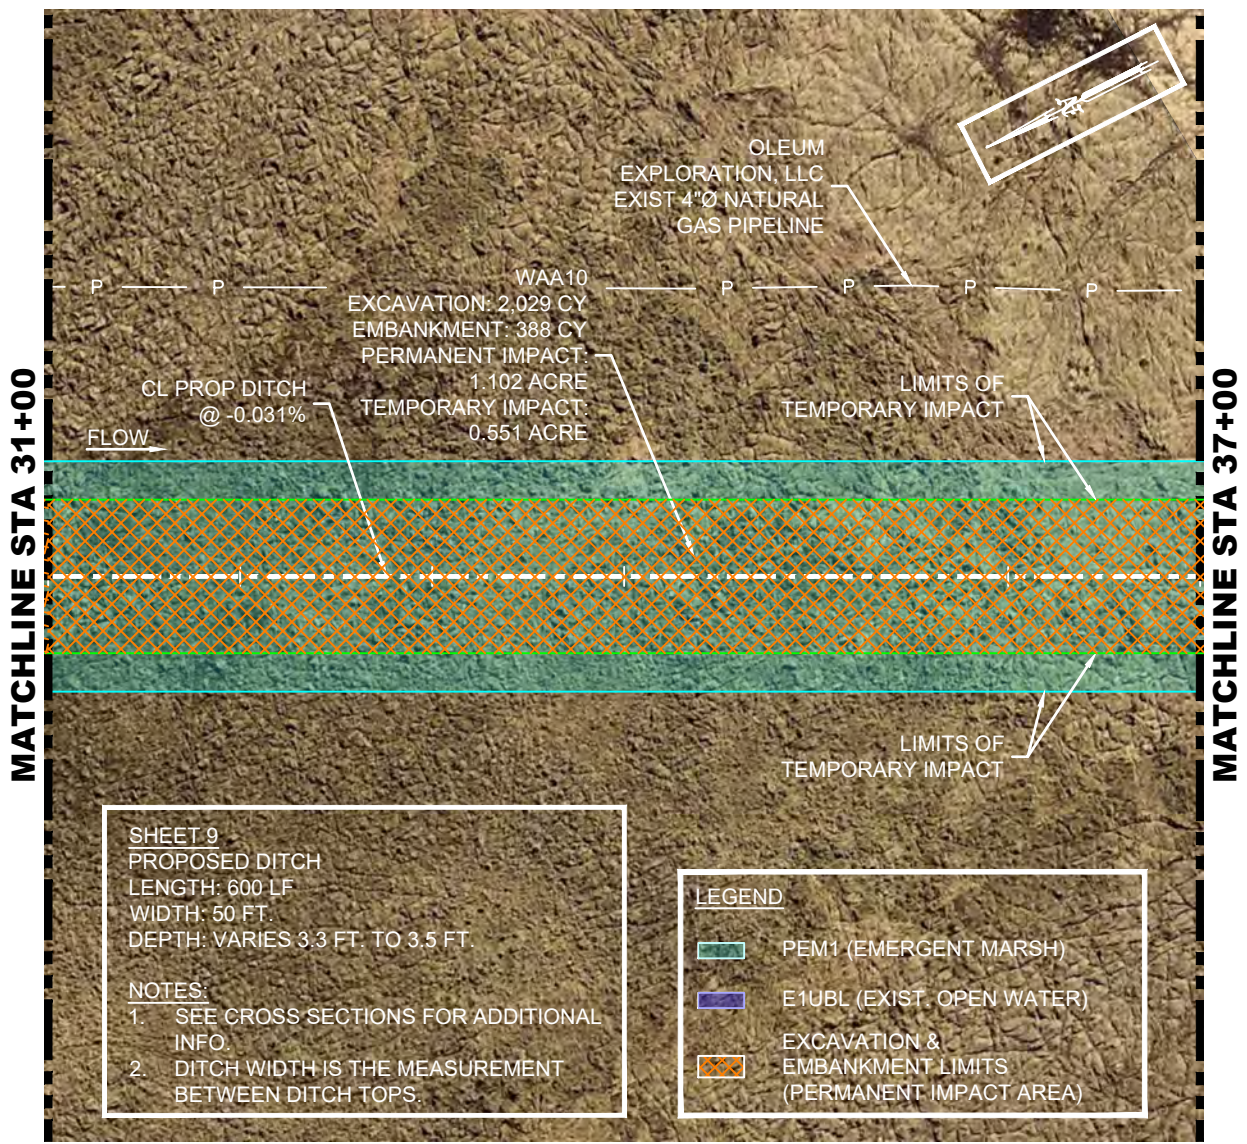 OLEUM
EXPLORATION, LLC
EXIST 4"Ø NATURAL
GAS PIPELINE
P
P
P
P
P
P
WAA10
EXCAVATION: 2,029 CY
EMBANKMENT: 388 CY
PERMANENT IMPACT:
1.102 ACRE
TEMPORARY IMPACT:
0.551 ACRE
CL PROP DITCH
@ -0.031%
FLOW
LIMITS OF
TEMPORARY IMPACT
MATCHLINE STA 31+00
MATCHLINE STA 37+00
LIMITS OF
TEMPORARY IMPACT
SHEET 9
PROPOSED DITCH
LENGTH: 600 LF
WIDTH: 50 FT.
DEPTH: VARIES 3.3 FT. TO 3.5 FT.
NOTES:
1. SEE CROSS SECTIONS FOR ADDITIONAL
INFO.
2. DITCH WIDTH IS THE MEASUREMENT
BETWEEN DITCH TOPS.
LEGEND
PEM1 (EMERGENT MARSH)
E1UBL (EXIST. OPEN WATER)
EXCAVATION &
EMBANKMENT LIMITS
(PERMANENT IMPACT AREA)